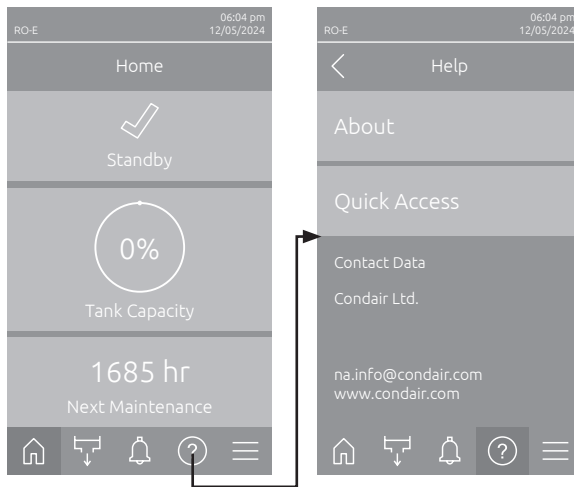 06:04 pm
RO-E
12/05/2024
Home
Standby
0%
Tank Capacity
1685 hr
Next Maintenance
?
06:04 pm
RO-E
12/05/2024
Help
About
Quick Access
Contact Data
Condair Ltd.
na.info@condair.com
www.condair.com
?